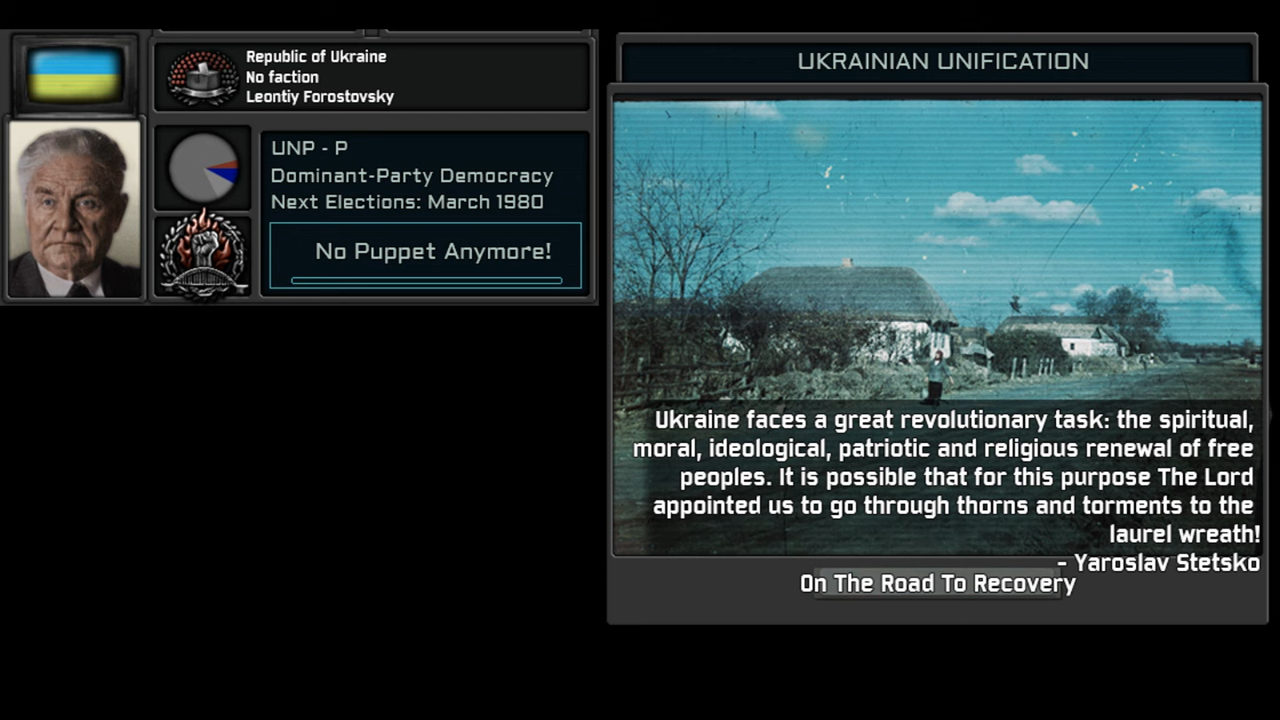 Republic of Ukraine
No faction
Leontiy Forostovsky
UNP - P
Dominant-Party Democracy
Next Elections: March 1980
No Puppet Anymore!
UKRAINIAN UNIFICATION
Ukraine faces a great revolutionary task: the spiritual,
moral, ideological, patriotic and religious renewal of free
peoples. It is possible that for this purpose The Lord
appointed us to go through thorns and torments to the
laurel wreath!
- Yaroslav Stetsko
On The Road To Recovery